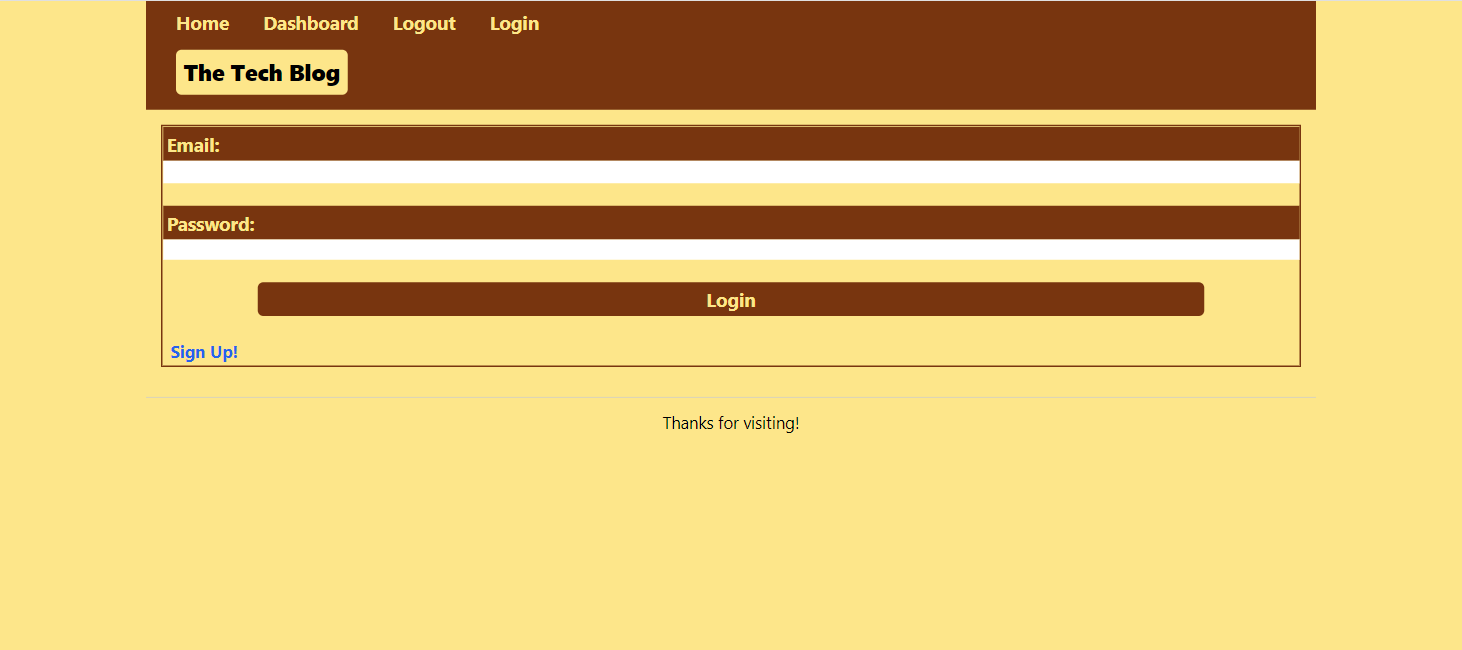 Home Dashboard Logout Login
The Tech Blog
Email:
Password:
Login
Sign Up!
Thanks for visiting!